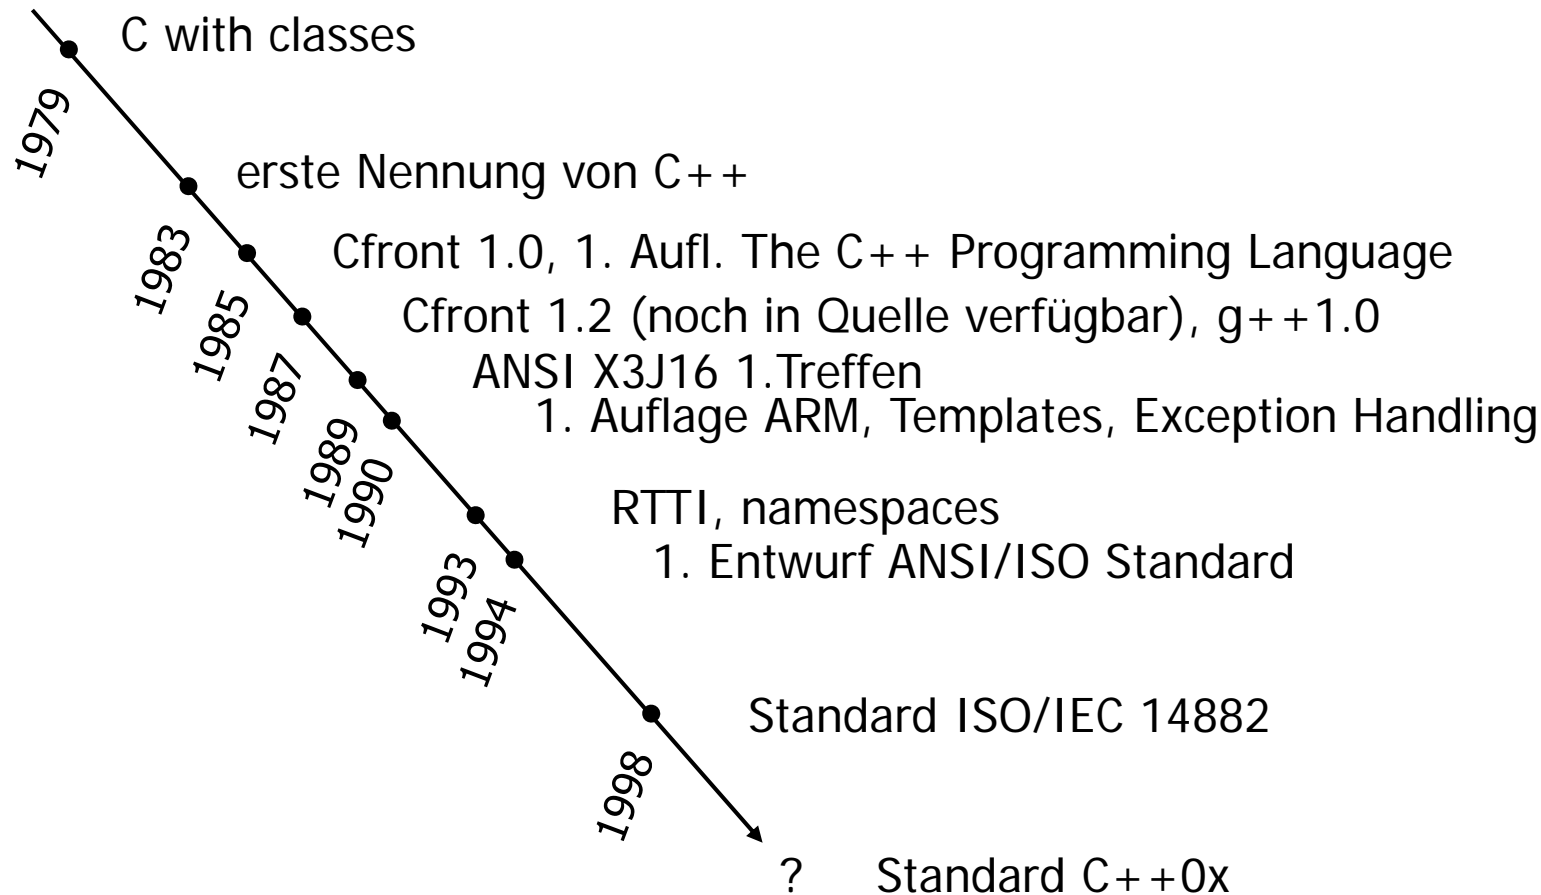 C with classes
1979
erste Nennung von C++
1983
Cfront 1.0, 1. Aufl. The C++ Programming Language
1985
Cfront 1.2 (noch in Quelle verfügbar), g++1.0
1987
ANSI X3J16 1.Treffen
1989
1. Auflage ARM, Templates, Exception Handling
1990
RTTI, namespaces
1993
1. Entwurf ANSI/ISO Standard
1994
Standard ISO/IEC 14882
1998
? Standard C++0x